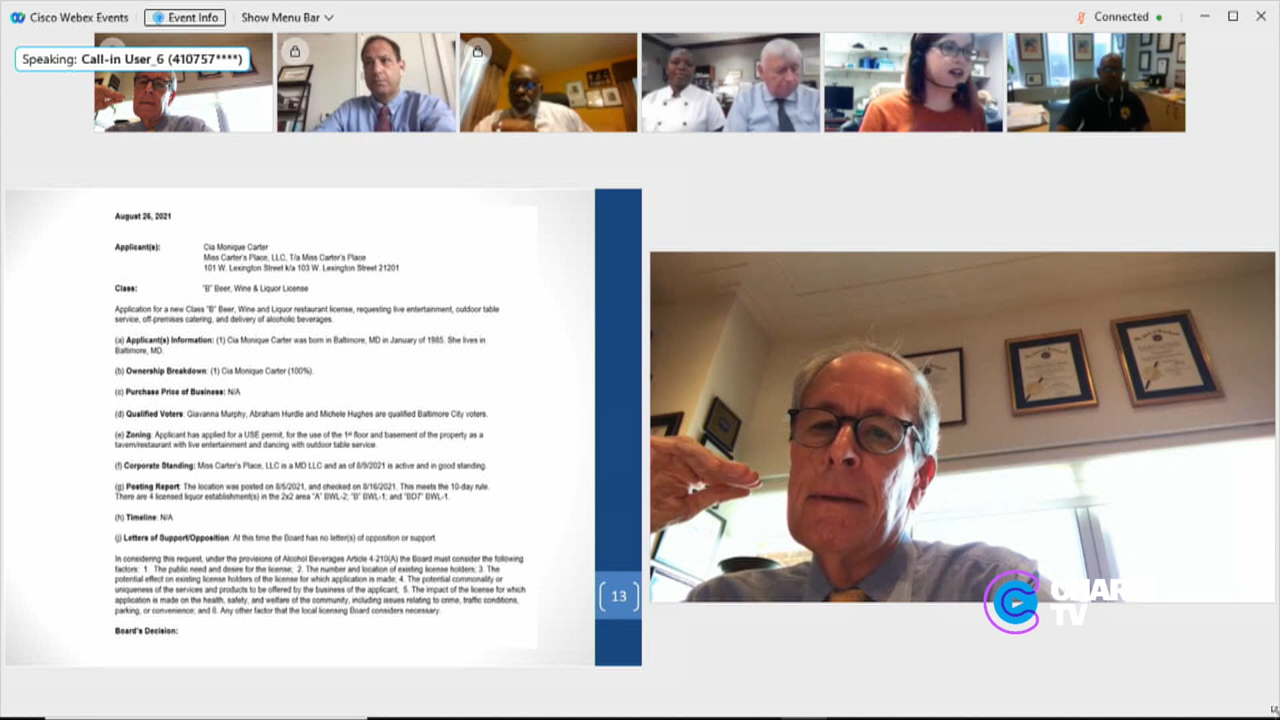 Cisco Webex Events
Event Info
Show Menu Bar
Connected
Speaking: Call-in User_6 (410757****)
August 26, 2021
Applicant(s): Cia Monique Carter
Miss Carter's Place, LLC, T/a Miss Carter's Place
101 W. Lexington Street k/a 103 W. Lexington Street 21201
Class: "B" Beer, Wine & Liquor License
Application for a new Class "B" Beer, Wine and Liquor restaurant license, requesting live entertainment, outdoor table
service, off-premises catering, and delivery of alcoholic beverages.
(a) Applicant(s) Information: (1) Cia Monique Carter was born in Baltimore, MD in January of 1985. She lives in
Baltimore, MD.
(b) Ownership Breakdown: (1) Cia Monique Carter (100%).
(c) Purchase Price of Business: N/A
(d) Qualified Voters: Giavanna Murphy, Abraham Hurdle and Michele Hughes are qualified Baltimore City voters.
(e) Zoning: Applicant has applied for a USE permit, for the use of the 1st floor and basement of the property as a
tavern/restaurant with live entertainment and dancing with outdoor table service.
(f) Corporate Standing: Miss Carter's Place, LLC is a MD LLC and as of 8/9/2021 is active and in good standing.
(g) Posting Report: The location was posted on 8/5/2021, and checked on 8/16/2021. This meets the 10-day rule.
There are 4 licensed liquor establishment(s) in the 2x2 area "A" BWL-2; "B" BWL-1; and "BD7" BWL-1.
(h) Timeline: N/A
(j) Letters of Support/Opposition: At this time the Board has no letter(s) of opposition or support.
In considering this request, under the provisions of Alcohol Beverages Article 4-210(A) the Board must consider the following
factors: 1. The public need and desire for the license; 2. The number and location of existing license holders; 3. The
potential effect on existing license holders of the license for which application is made; 4. The potential commonality or
uniqueness of the services and products to be offered by the business of the applicant; 5. The impact of the license for which
application is made on the health, safety, and welfare of the community, including issues relating to crime, traffic conditions,
parking, or convenience; and 6. Any other factor that the local licensing Board considers necessary.
Board's Decision:
13
TV